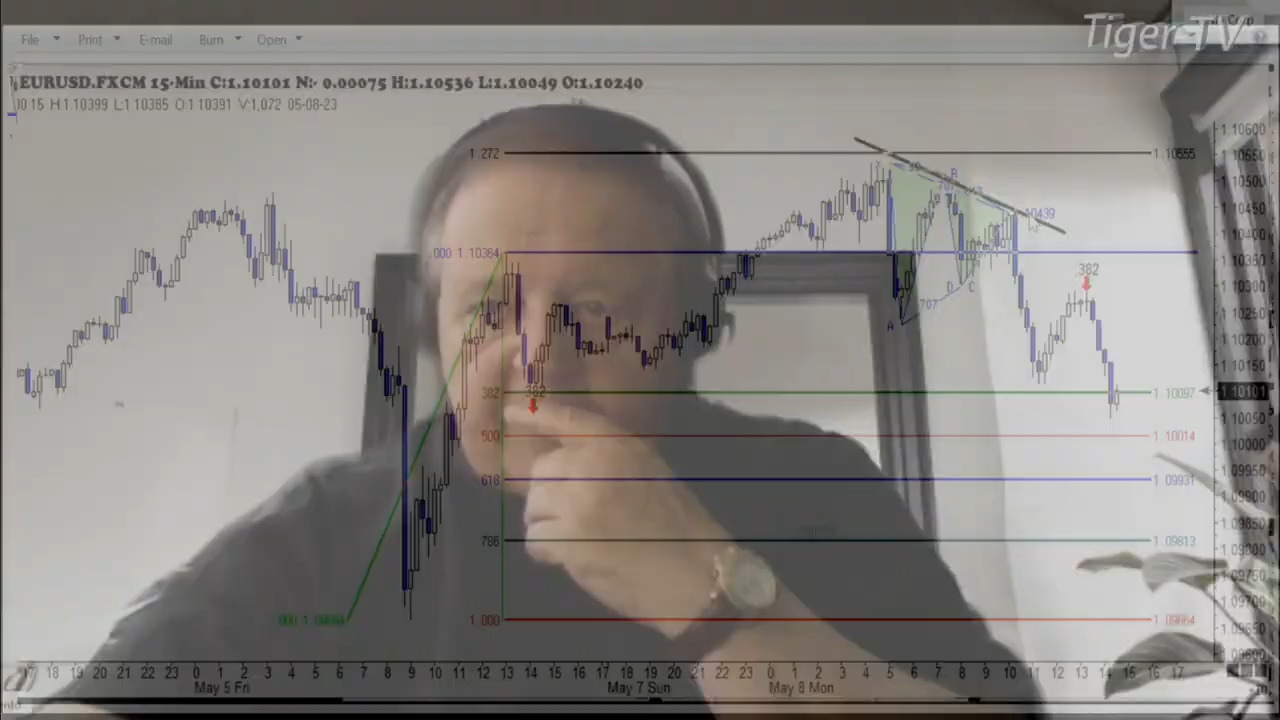 Tiger TV
File Print E-mail Burn Open
EURUSD.FXCM 15-Min C:1.10101 N:- 0.00075 H:1.10536 L:1.10049 O:1.10240
H 1.10399 L:1 10385 O:1 10391 V:1,072 05-08-23
1.272 1.10555
000 1.10364
B
707
10439
.382
A
D
C
707
382 1 10097
.382
500 1 10014
618 1 09931
786 1 09813
1.000 1.09664
1.10600
1.10550
1.10500
1.10450
1.10400
1.10350
1.10300
1.10250
1.10200
1.10150
1.10101
1.10050
1.10000
1.09950
1.09900
1.09850
1.09800
1.09750
1.09700
1.09650
17 18 19 20 21 22 23 0 1 2 3 4 5 6 7 8 9 10 11 12 13 14 15 16 17 18 19 20 21 22 23 0 1 2 3 4 5 6 7 8 9 10 11 12 13 14 15 16 17
May 5 Fri May 7 Sun May 8 Mon